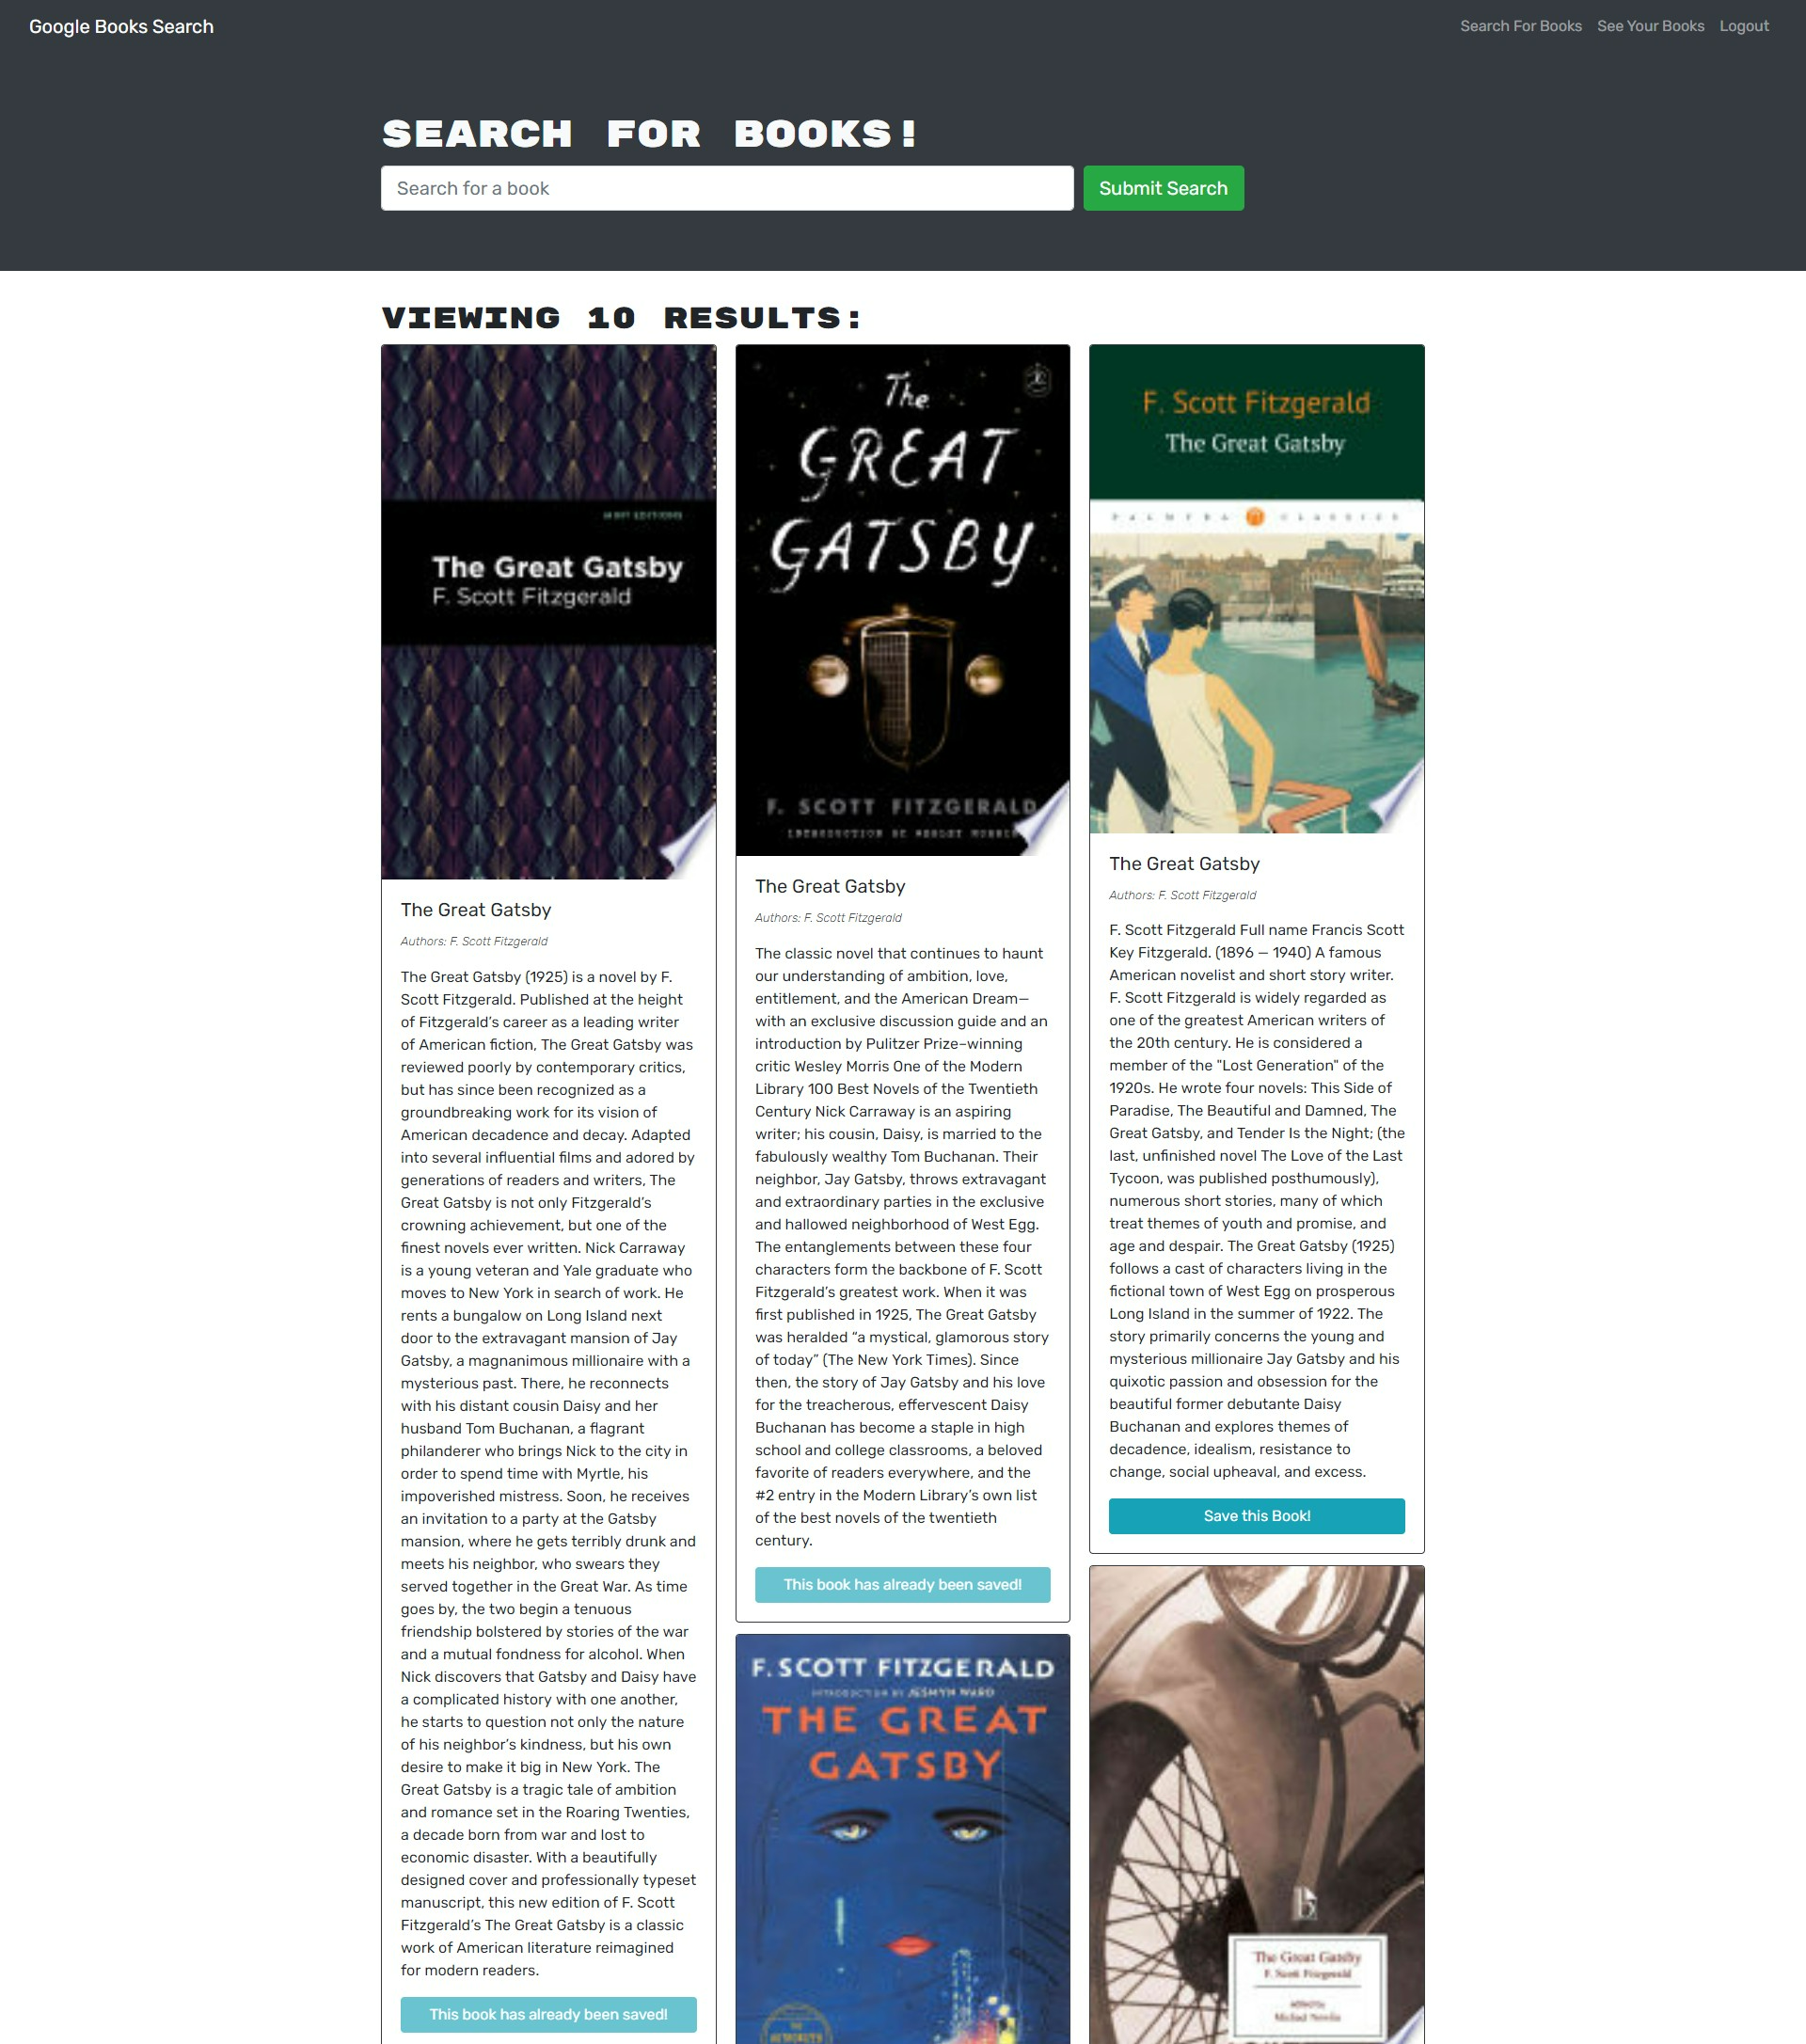 Google Books Search
Search For Books
See Your Books
Logout
SEARCH FOR BOOKS!
Search for a book
Submit Search
VIEWING 10 RESULTS:
MINT EDITIONS
The Great Gatsby
F. Scott Fitzgerald
The Great Gatsby
Authors: F. Scott Fitzgerald
The Great Gatsby (1925) is a novel by F.
Scott Fitzgerald. Published at the height
of Fitzgerald’s career as a leading writer
of American fiction, The Great Gatsby was
reviewed poorly by contemporary critics,
but has since been recognized as a
groundbreaking work for its vision of
American decadence and decay. Adapted
into several influential films and adored by
generations of readers and writers, The
Great Gatsby is not only Fitzgerald’s
crowning achievement, but one of the
finest novels ever written. Nick Carraway
is a young veteran and Yale graduate who
moves to New York in search of work. He
rents a bungalow on Long Island next
door to the extravagant mansion of Jay
Gatsby, a magnanimous millionaire with a
mysterious past. There, he reconnects
with his distant cousin Daisy and her
husband Tom Buchanan, a flagrant
philanderer who brings Nick to the city in
order to spend time with Myrtle, his
impoverished mistress. Soon, he receives
an invitation to a party at the Gatsby
mansion, where he gets terribly drunk and
meets his neighbor, who swears they
served together in the Great War. As time
goes by, the two begin a tenuous
friendship bolstered by stories of the war
and a mutual fondness for alcohol. When
Nick discovers that Gatsby and Daisy have
a complicated history with one another,
he starts to question not only the nature
of his neighbor’s kindness, but his own
desire to make it big in New York. The
Great Gatsby is a tragic tale of ambition
and romance set in the Roaring Twenties,
a decade born from war and lost to
economic disaster. With a beautifully
designed cover and professionally typeset
manuscript, this new edition of F. Scott
Fitzgerald’s The Great Gatsby is a classic
work of American literature reimagined
for modern readers.
This book has already been saved!
The
GREAT
GATSBY
F. SCOTT FITZGERALD
INTRODUCTION BY WESLEY MORRIS
The Great Gatsby
Authors: F. Scott Fitzgerald
The classic novel that continues to haunt
our understanding of ambition, love,
entitlement, and the American Dream—
with an exclusive discussion guide and an
introduction by Pulitzer Prize–winning
critic Wesley Morris One of the Modern
Library 100 Best Novels of the Twentieth
Century Nick Carraway is an aspiring
writer; his cousin, Daisy, is married to the
fabulously wealthy Tom Buchanan. Their
neighbor, Jay Gatsby, throws extravagant
and extraordinary parties in the exclusive
and hallowed neighborhood of West Egg.
The entanglements between these four
characters form the backbone of F. Scott
Fitzgerald’s greatest work. When it was
first published in 1925, The Great Gatsby
was heralded “a mystical, glamorous story
of today” (The New York Times). Since
then, the story of Jay Gatsby and his love
for the treacherous, effervescent Daisy
Buchanan has become a staple in high
school and college classrooms, a beloved
favorite of readers everywhere, and the
#2 entry in the Modern Library’s own list
of the best novels of the twentieth
century.
This book has already been saved!
F. SCOTT FITZGERALD
INTRODUCTION BY JESMYN WARD
THE GREAT
GATSBY
F. Scott Fitzgerald
The Great Gatsby
PALMYRA CLASSICS
The Great Gatsby
Authors: F. Scott Fitzgerald
F. Scott Fitzgerald Full name Francis Scott
Key Fitzgerald. (1896 — 1940) A famous
American novelist and short story writer.
F. Scott Fitzgerald is widely regarded as
one of the greatest American writers of
the 20th century. He is considered a
member of the "Lost Generation" of the
1920s. He wrote four novels: This Side of
Paradise, The Beautiful and Damned, The
Great Gatsby, and Tender Is the Night; (the
last, unfinished novel The Love of the Last
Tycoon, was published posthumously),
numerous short stories, many of which
treat themes of youth and promise, and
age and despair. The Great Gatsby (1925)
follows a cast of characters living in the
fictional town of West Egg on prosperous
Long Island in the summer of 1922. The
story primarily concerns the young and
mysterious millionaire Jay Gatsby and his
quixotic passion and obsession for the
beautiful former debutante Daisy
Buchanan and explores themes of
decadence, idealism, resistance to
change, social upheaval, and excess.
Save this Book!
b
The Great Gatsby
F. Scott Fitzgerald